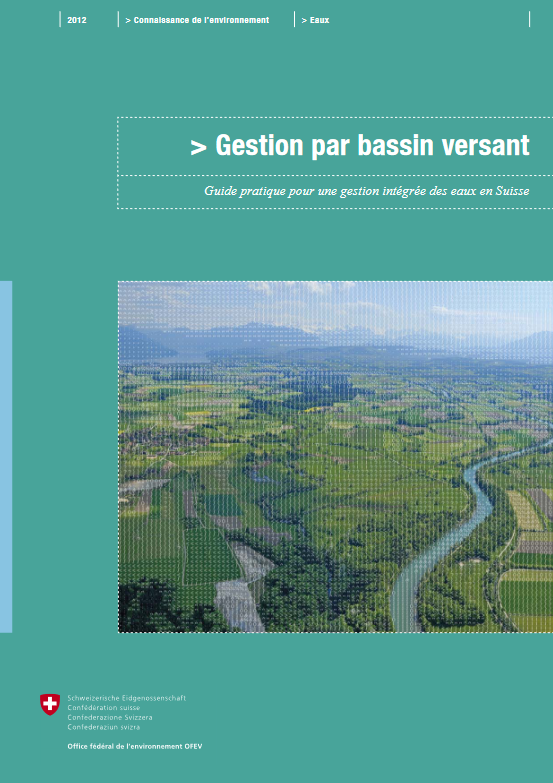 2012
> Connaissance de l'environnement
> Eaux
> Gestion par bassin versant
Guide pratique pour une gestion intégrée des eaux en Suisse
Schweizerische Eidgenossenschaft
Confédération suisse
Confederazione Svizzera
Confederaziun svizra
Office fédéral de l'environnement OFEV